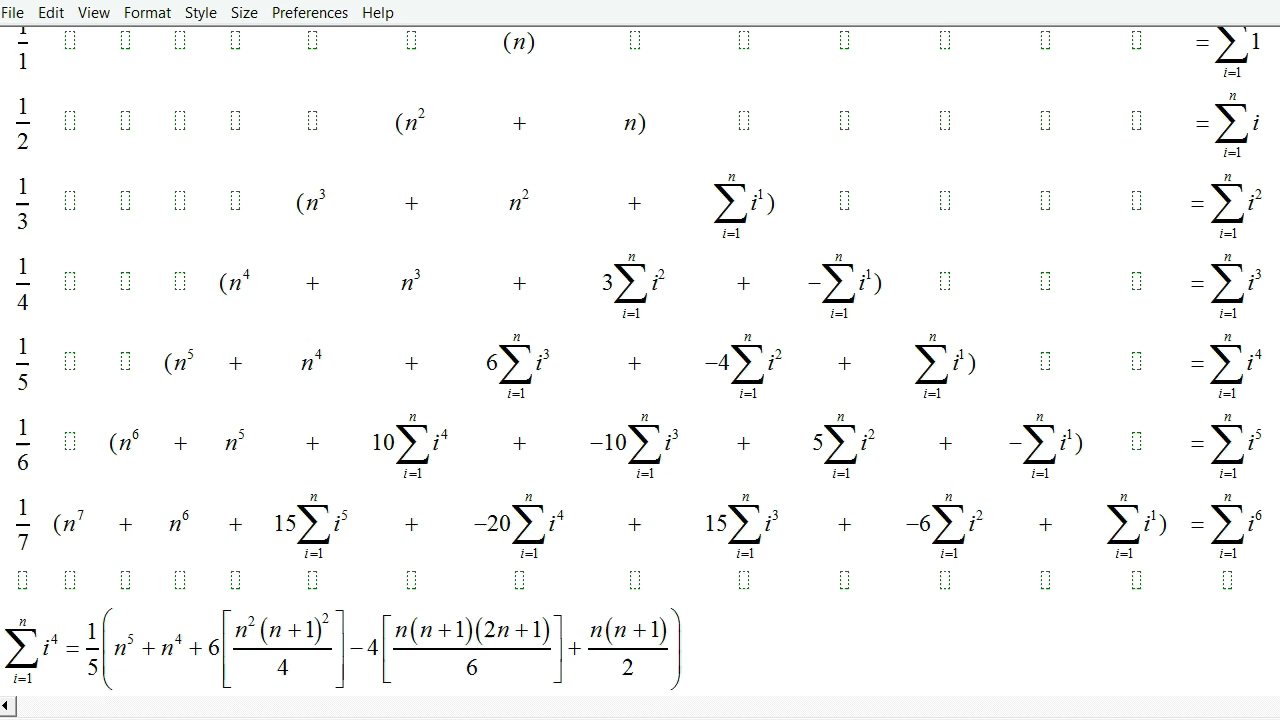 File Edit View Format Style Size Preferences Help
1/1 (n) = ∑_{i=1} 1
1/2 (n² + n) = ∑_{i=1}^{n} i
1/3 (n³ + n² + ∑_{i=1}^{n} i¹) = ∑_{i=1}^{n} i²
1/4 (n⁴ + n³ + 3∑_{i=1}^{n} i² + −∑_{i=1}^{n} i¹) = ∑_{i=1}^{n} i³
1/5 (n⁵ + n⁴ + 6∑_{i=1}^{n} i³ + −4∑_{i=1}^{n} i² + ∑_{i=1}^{n} i¹) = ∑_{i=1}^{n} i⁴
1/6 (n⁶ + n⁵ + 10∑_{i=1}^{n} i⁴ + −10∑_{i=1}^{n} i³ + 5∑_{i=1}^{n} i² + −∑_{i=1}^{n} i¹) = ∑_{i=1}^{n} i⁵
1/7 (n⁷ + n⁶ + 15∑_{i=1}^{n} i⁵ + −20∑_{i=1}^{n} i⁴ + 15∑_{i=1}^{n} i³ + −6∑_{i=1}^{n} i² + ∑_{i=1}^{n} i¹) = ∑_{i=1}^{n} i⁶
∑_{i=1}^{n} i⁴ = 1/5 (n⁵ + n⁴ + 6[n²(n+1)²/4] − 4[n(n+1)(2n+1)/6] + n(n+1)/2)